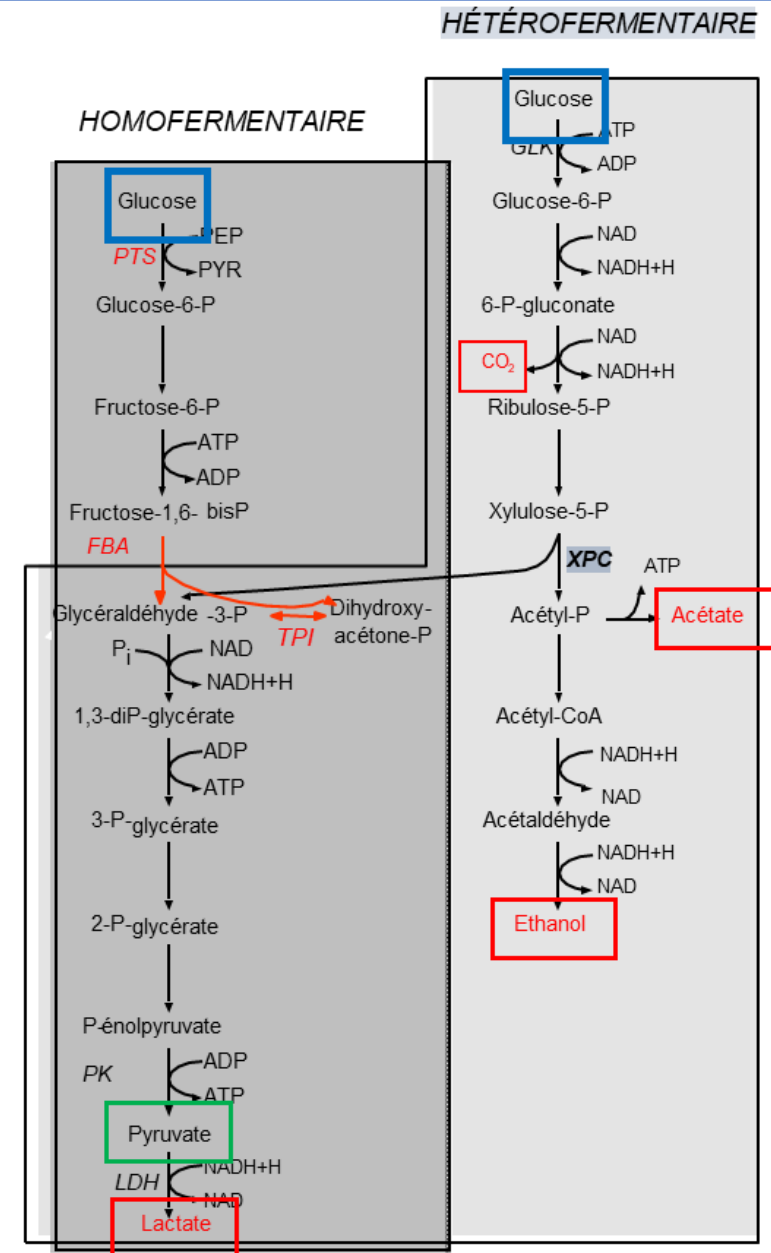 HÉTÉROFERMENTAIRE
HOMOFERMENTAIRE
Glucose
PTS
PEP
PYR
Glucose-6-P
Fructose-6-P
ATP
ADP
Fructose-1,6- bisP
FBA
Glycéraldéhyde -3-P
TPI
Dihydroxy-
acétone-P
Pi
NAD
NADH+H
1,3-diP-glycérate
ADP
ATP
3-P-glycérate
2-P-glycérate
P-énolpyruvate
PK
ADP
ATP
Pyruvate
LDH
NADH+H
NAD
Lactate
Glucose
GLK
ATP
ADP
Glucose-6-P
NAD
NADH+H
6-P-gluconate
CO2
NAD
NADH+H
Ribulose-5-P
Xylulose-5-P
XPC
ATP
Acétyl-P
Acétate
Acétyl-CoA
NADH+H
NAD
Acétaldéhyde
NADH+H
NAD
Ethanol